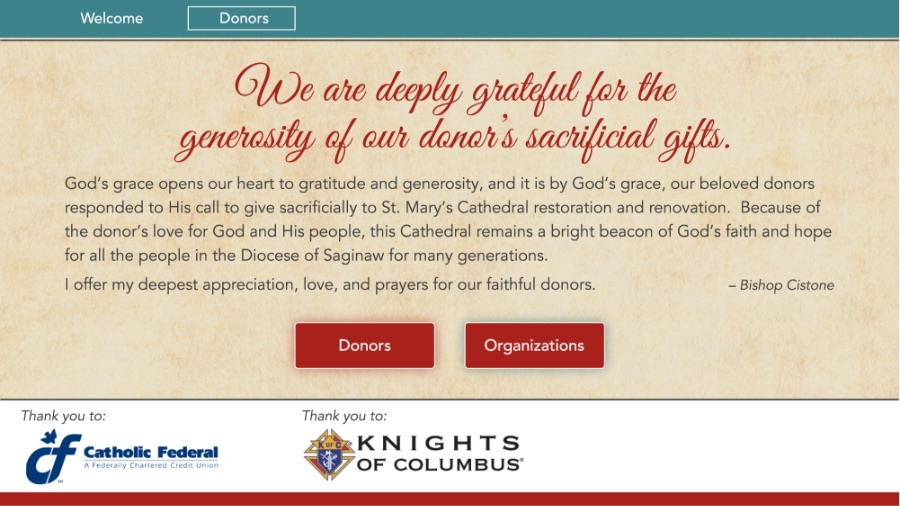 Welcome
Donors
We are deeply grateful for the
generosity of our donor's sacrificial gifts.
God's grace opens our heart to gratitude and generosity, and it is by God's grace, our beloved donors
responded to His call to give sacrificially to St. Mary's Cathedral restoration and renovation.  Because of
the donor's love for God and His people, this Cathedral remains a bright beacon of God's faith and hope
for all the people in the Diocese of Saginaw for many generations.
I offer my deepest appreciation, love, and prayers for our faithful donors.
– Bishop Cistone
Donors
Organizations
Thank you to:
cf
Catholic Federal
A Federally Chartered Credit Union
SM
Thank you to:
K OF C
KNIGHTS
OF COLUMBUS®